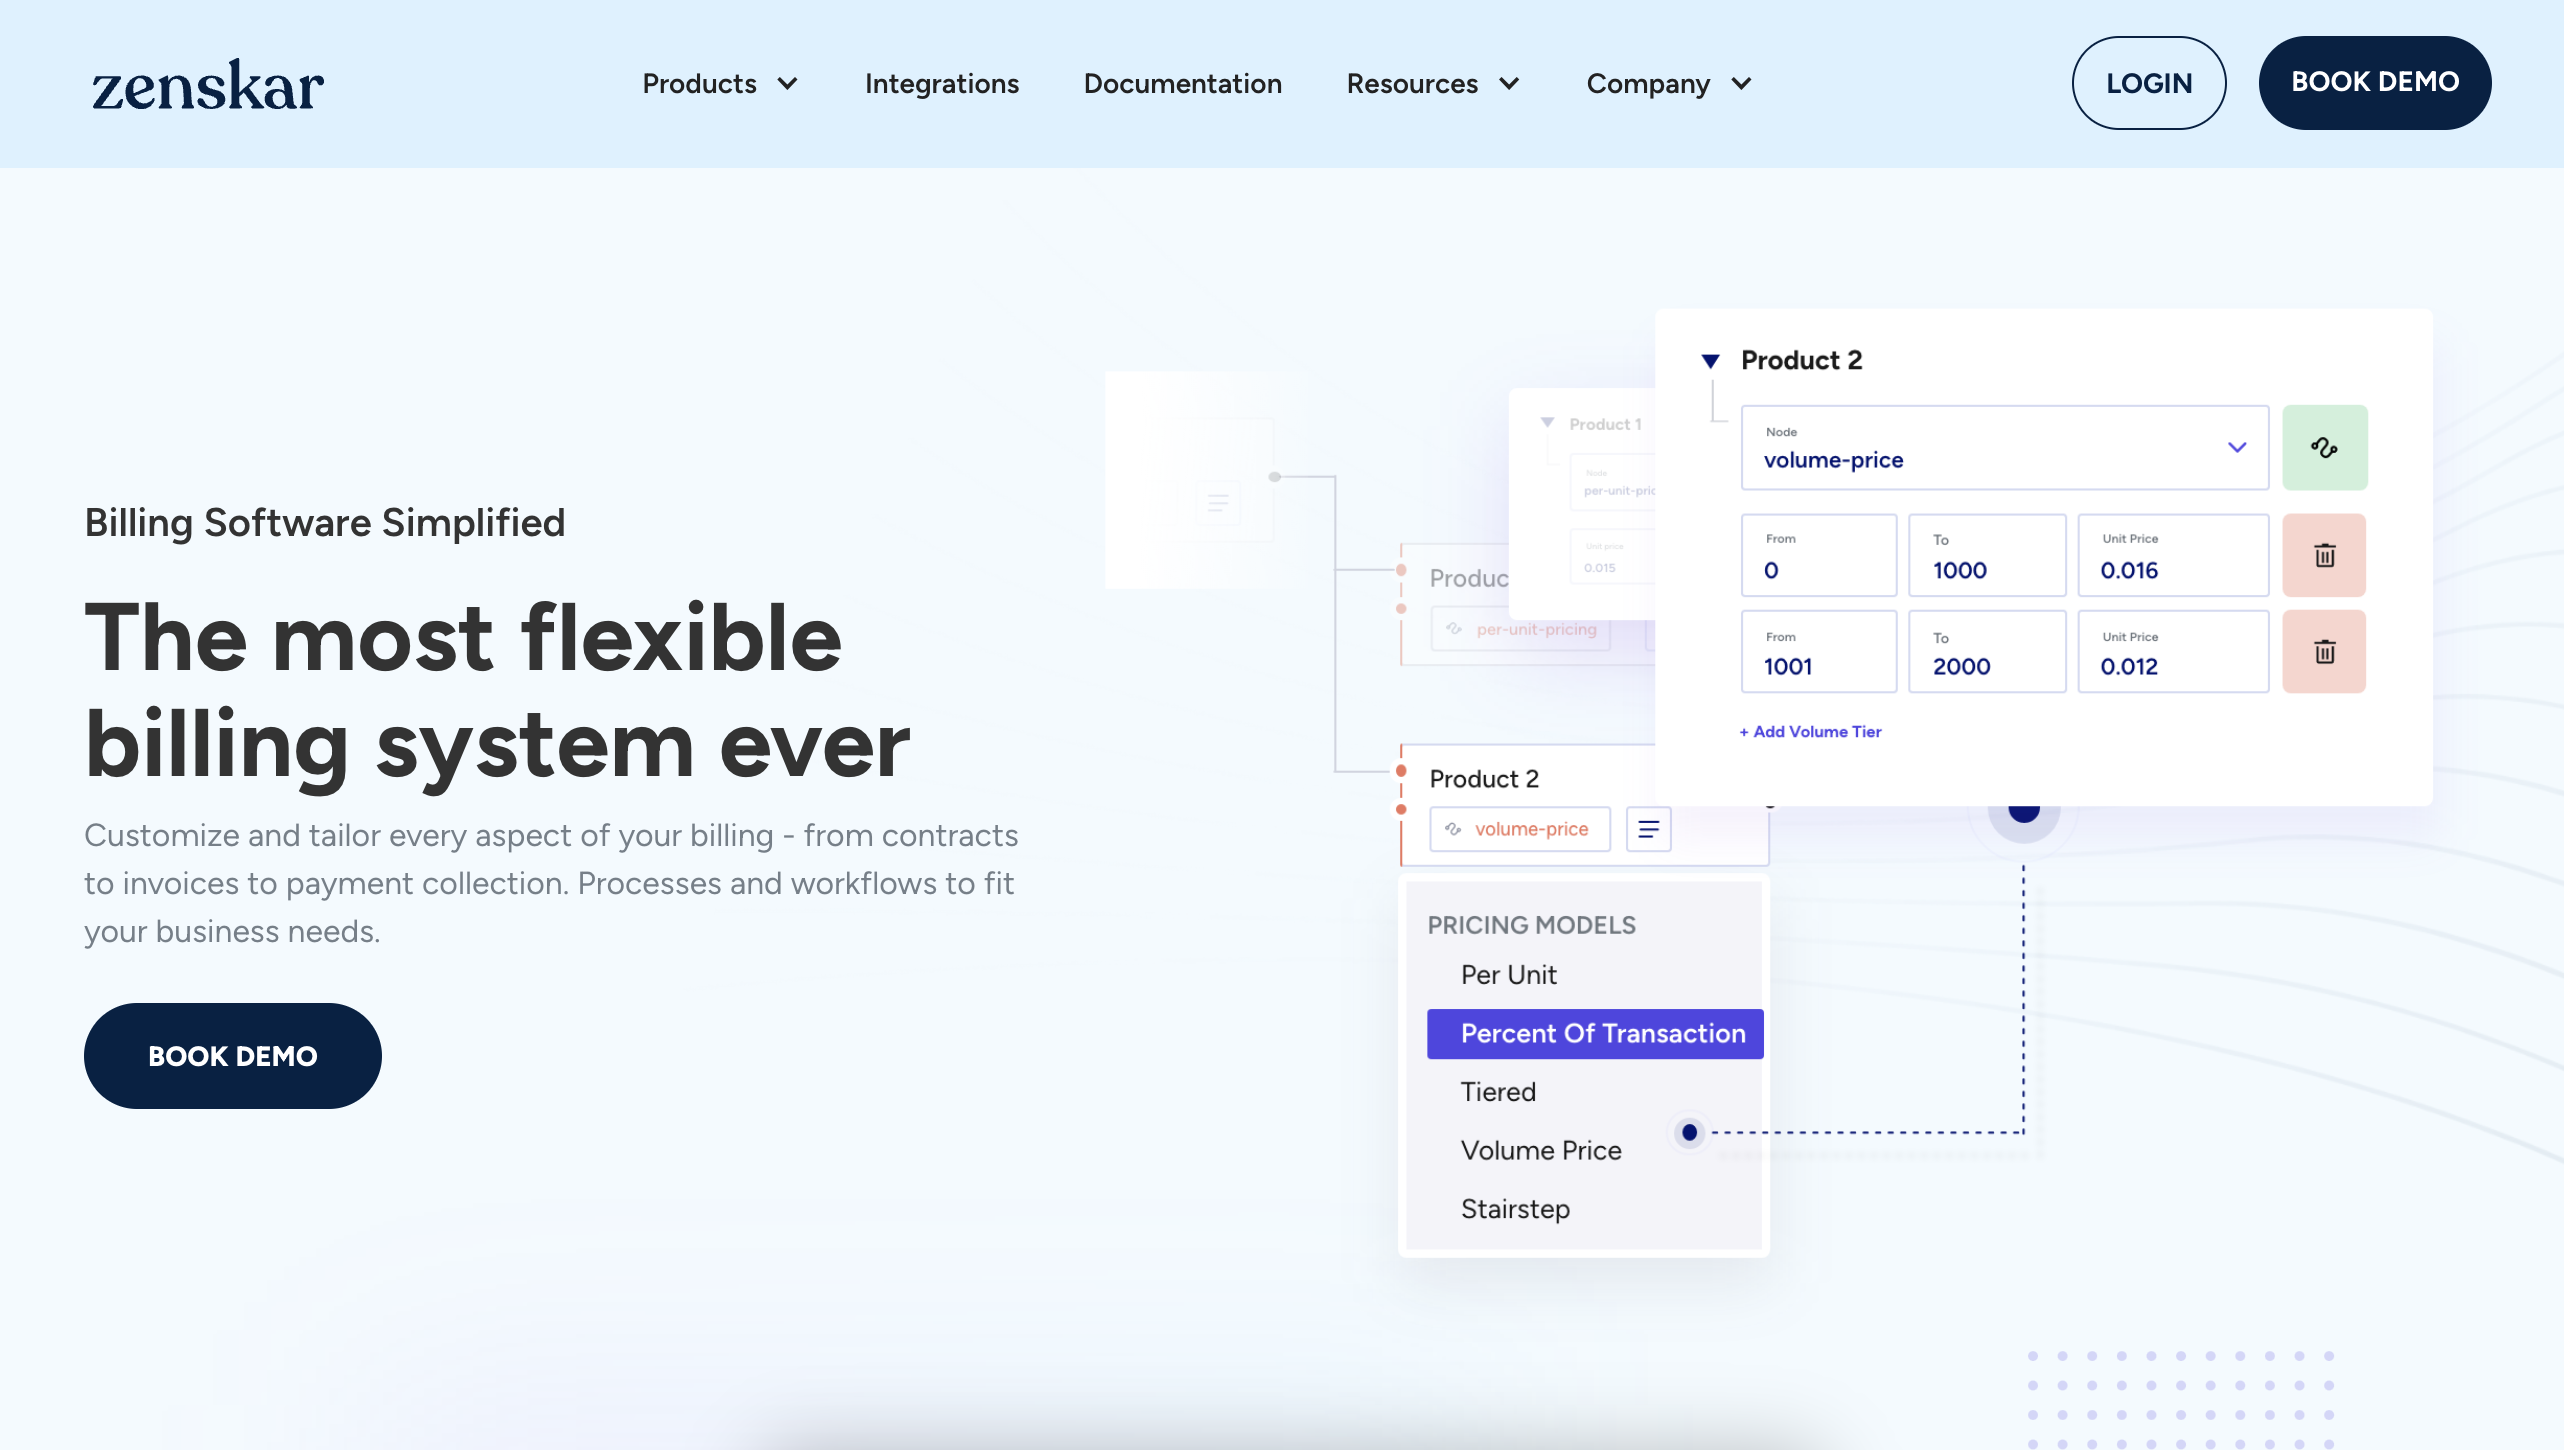 zenskar
Products
Integrations
Documentation
Resources
Company
LOGIN
BOOK DEMO
Billing Software Simplified
The most flexible
billing system ever
Customize and tailor every aspect of your billing - from contracts
to invoices to payment collection. Processes and workflows to fit
your business needs.
BOOK DEMO
Product 1
Node
per-unit-pric
Unit price
0.015
Produc
per-unit-pricing
Product 2
Node
volume-price
From
0
To
1000
Unit Price
0.016
From
1001
To
2000
Unit Price
0.012
+ Add Volume Tier
Product 2
volume-price
PRICING MODELS
Per Unit
Percent Of Transaction
Tiered
Volume Price
Stairstep